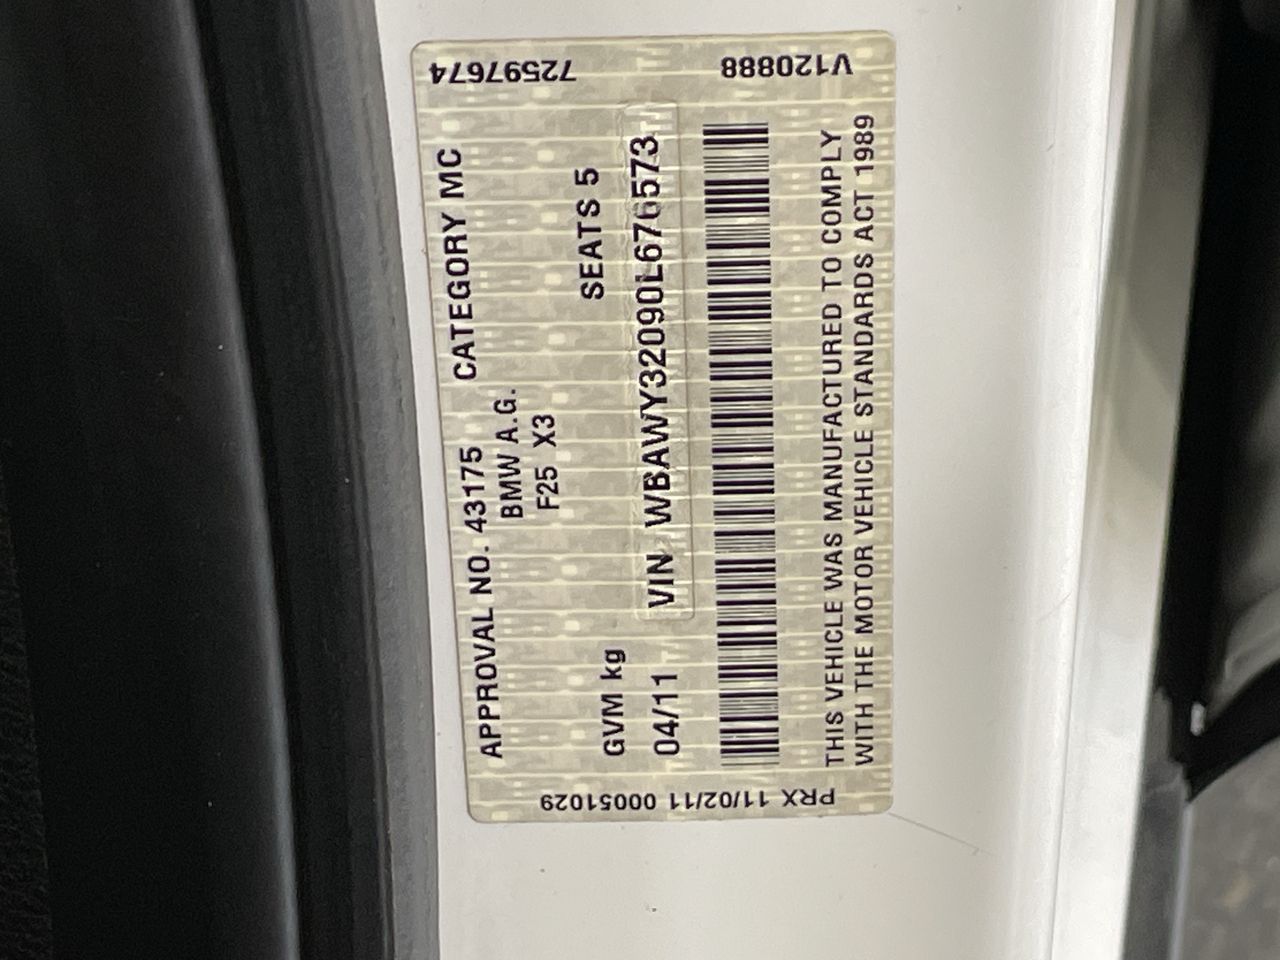 APPROVAL NO. 43175 CATEGORY MC
BMW A.G.
F25 X3
GVM kg SEATS 5
04/11 VIN WBAWY32090L676573
THIS VEHICLE WAS MANUFACTURED TO COMPLY
WITH THE MOTOR VEHICLE STANDARDS ACT 1989
72597674 V120888
PRX 11/02/11 00051029